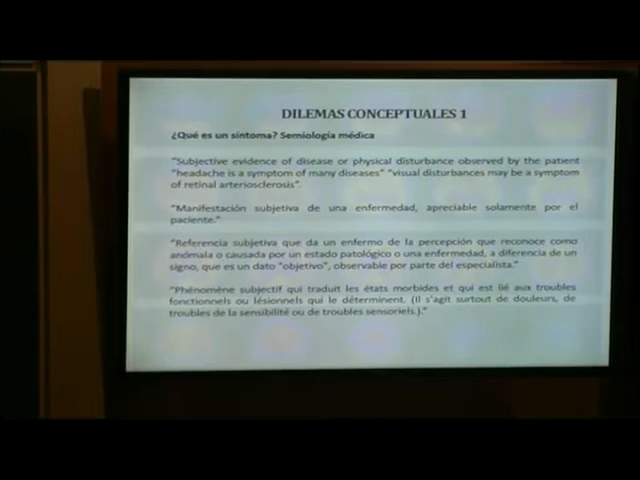 DILEMAS CONCEPTUALES 1
¿Qué es un síntoma? Semiología médica
"Subjective evidence of disease or physical disturbance observed by the patient
"headache is a symptom of many diseases" "visual disturbances may be a symptom
of retinal arteriosclerosis".
"Manifestación subjetiva de una enfermedad, apreciable solamente por el
paciente."
"Referencia subjetiva que da un enfermo de la percepción que reconoce como
anómala o causada por un estado patológico o una enfermedad, a diferencia de un
signo, que es un dato "objetivo", observable por parte del especialista."
"Phénomène subjectif qui traduit les états morbides et qui est lié aux troubles
fonctionnels ou lésionnels qui le déterminent. (Il s'agit surtout de douleurs, de
troubles de la sensibilité ou de troubles sensoriels.)."